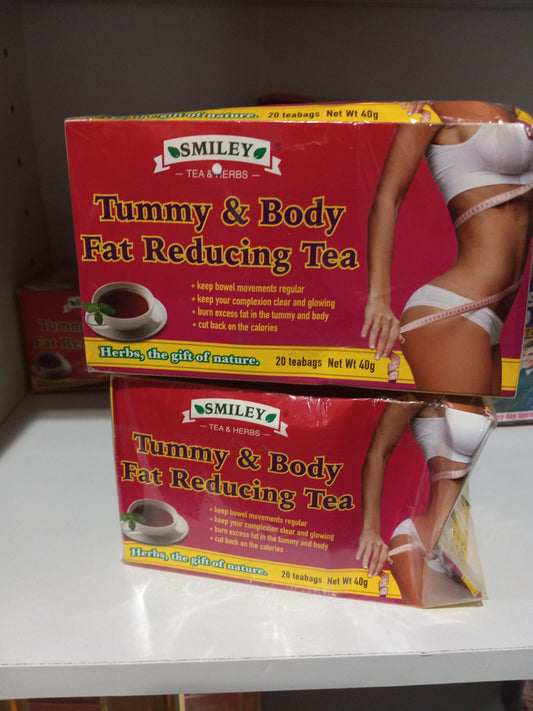 20 teabags Net Wt 40g
SMILEY
TEA & HERBS
Tummy & Body
Fat Reducing Tea
• keep bowel movements regular
• keep your complexion clear and glowing
• burn excess fat in the tummy and body
• cut back on the calories
Herbs, the gift of nature.
20 teabags Net Wt 40g
SMILEY
TEA & HERBS
Tummy & Body
Fat Reducing Tea
• keep bowel movements regular
• keep your complexion clear and glowing
• burn excess fat in the tummy and body
• cut back on the calories
Herbs, the gift of nature.
20 teabags Net Wt 40g